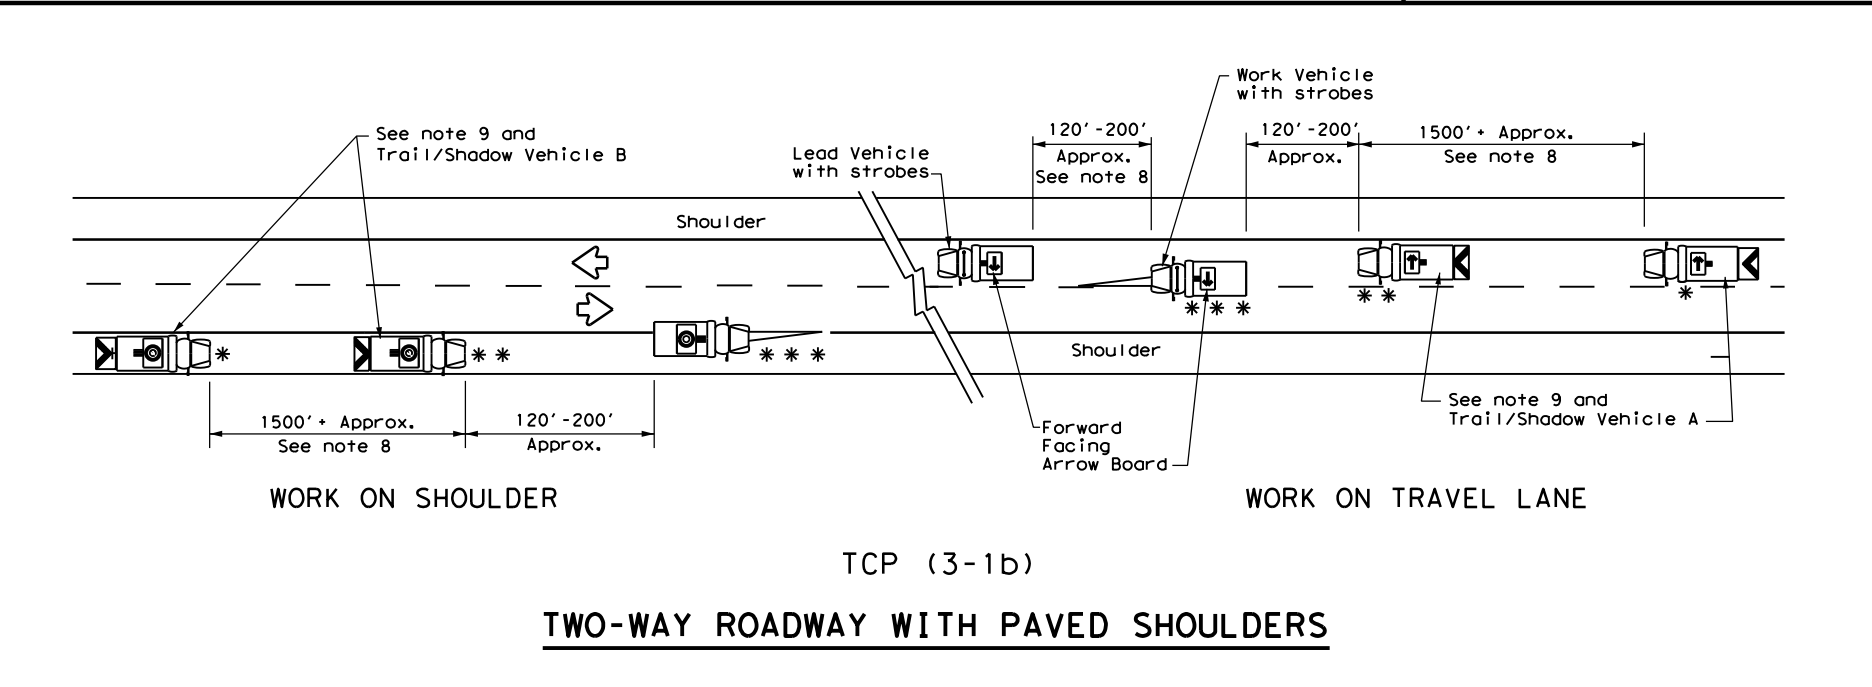 Work Vehicle
with strobes
See note 9 and
Trail/Shadow Vehicle B
Lead Vehicle
with strobes
120'-200'
Approx.
See note 8
120'-200'
Approx.
1500'+ Approx.
See note 8
Shoulder
Shoulder
* * * * * *
* * * * * *
1500'+ Approx.
See note 8
120'-200'
Approx.
Forward
Facing
Arrow Board
See note 9 and
Trail/Shadow Vehicle A
WORK ON SHOULDER
WORK ON TRAVEL LANE
TCP (3-1b)
TWO-WAY ROADWAY WITH PAVED SHOULDERS